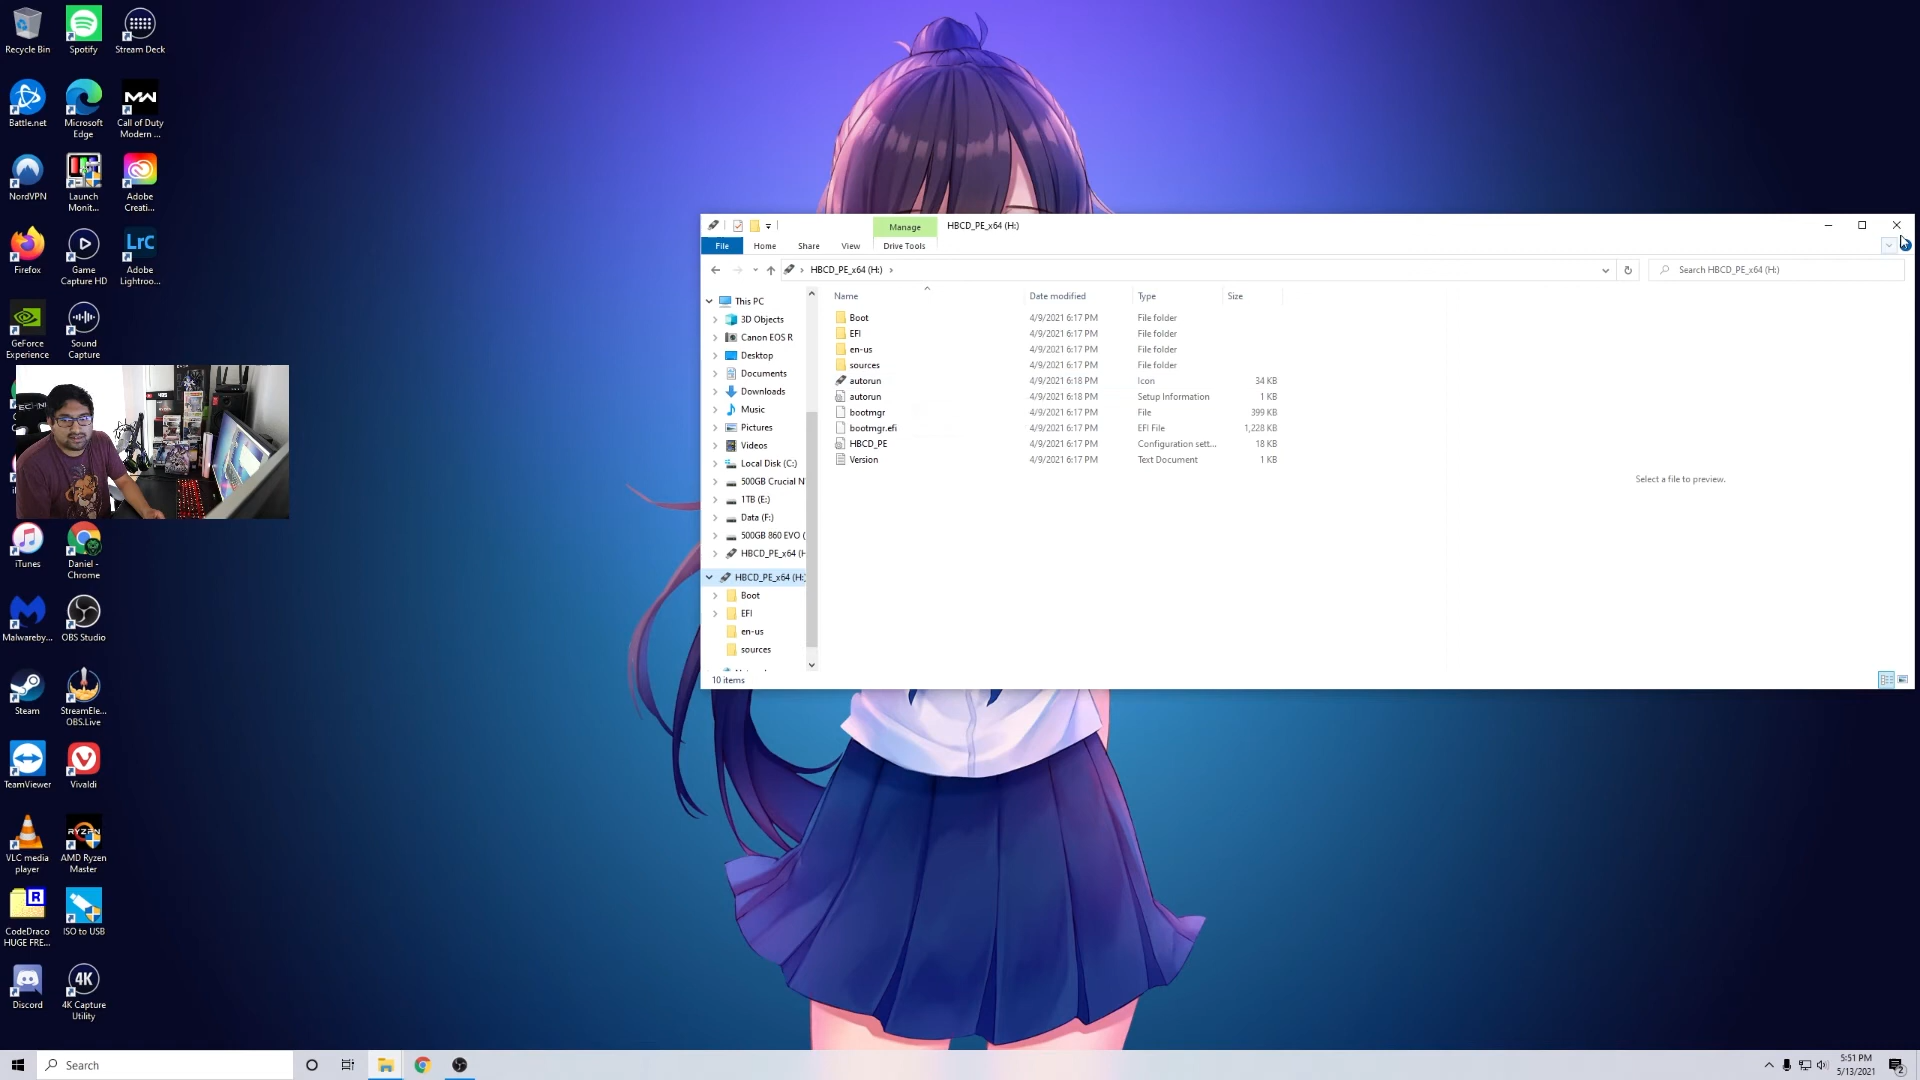 Recycle Bin
Spotify
Stream Deck
Battle.net
Microsoft
Edge
MW
Call of Duty
Modern ...
NordVPN
Launch
Monit...
Adobe
Creati...
Firefox
Game
Capture HD
LrC
Adobe
Lightroo...
GeForce
Experience
Sound
Capture
iTunes
Daniel -
Chrome
Malwareby...
OBS Studio
Steam
StreamEle...
OBS.Live
TeamViewer
Vivaldi
VLC media
player
RYZEN
AMD Ryzen
Master
R
CodeDraco
HUGE FRE...
ISO to USB
Discord
4K
4K Capture
Utility
Manage
HBCD_PE_x64 (H:)
File
Home
Share
View
Drive Tools
HBCD_PE_x64 (H:)
Search HBCD_PE_x64 (H:)
This PC
3D Objects
Canon EOS R
Desktop
Documents
Downloads
Music
Pictures
Videos
Local Disk (C:)
500GB Crucial N
1TB (E:)
Data (F:)
500GB 860 EVO (
HBCD_PE_x64 (H
HBCD_PE_x64 (H:)
Boot
EFI
en-us
sources
Name Date modified Type Size
Boot 4/9/2021 6:17 PM File folder
EFI 4/9/2021 6:17 PM File folder
en-us 4/9/2021 6:17 PM File folder
sources 4/9/2021 6:17 PM File folder
autorun 4/9/2021 6:18 PM Icon 34 KB
autorun 4/9/2021 6:18 PM Setup Information 1 KB
bootmgr 4/9/2021 6:17 PM File 399 KB
bootmgr.efi 4/9/2021 6:17 PM EFI File 1,228 KB
HBCD_PE 4/9/2021 6:17 PM Configuration sett... 18 KB
Version 4/9/2021 6:17 PM Text Document 1 KB
Select a file to preview.
10 items
Search
5:51 PM
5/13/2021
2